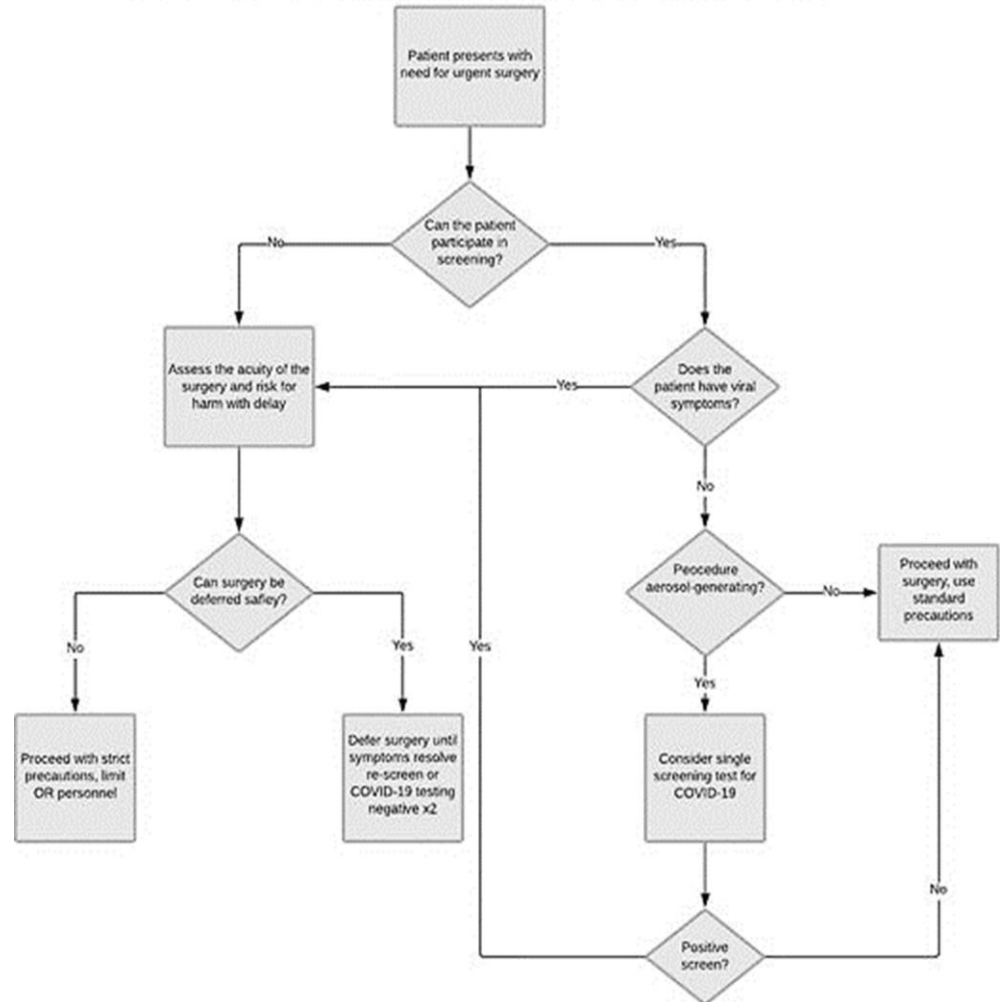 Patient presents with
need for urgent surgery
Can the patient
participate in
screening?
No
Yes
Assess the acuity of the
surgery and risk for
harm with delay
Does the
patient have viral
symptoms?
Yes
No
Can surgery be
deferred safley?
Peocedure
aerosol-generating?
No
Proceed with
surgery, use
standard
precautions
No
Yes
Yes
Yes
Proceed with strict
precautions, limit
OR personnel
Defer surgery until
symptoms resolve
re-screen or
COVID-19 testing
negative x2
Consider single
screening test for
COVID-19
No
Positive
screen?